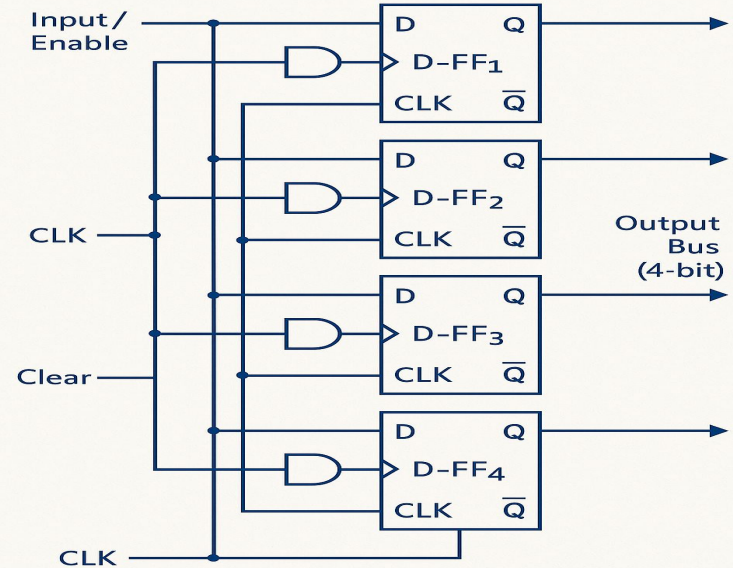 Input/
Enable
D Q
D-FF₁
CLK Q̅
D Q
D-FF₂
CLK Q̅
CLK
Output
Bus
(4-bit)
D Q
D-FF₃
CLK Q̅
Clear
D Q
D-FF₄
CLK Q̅
CLK